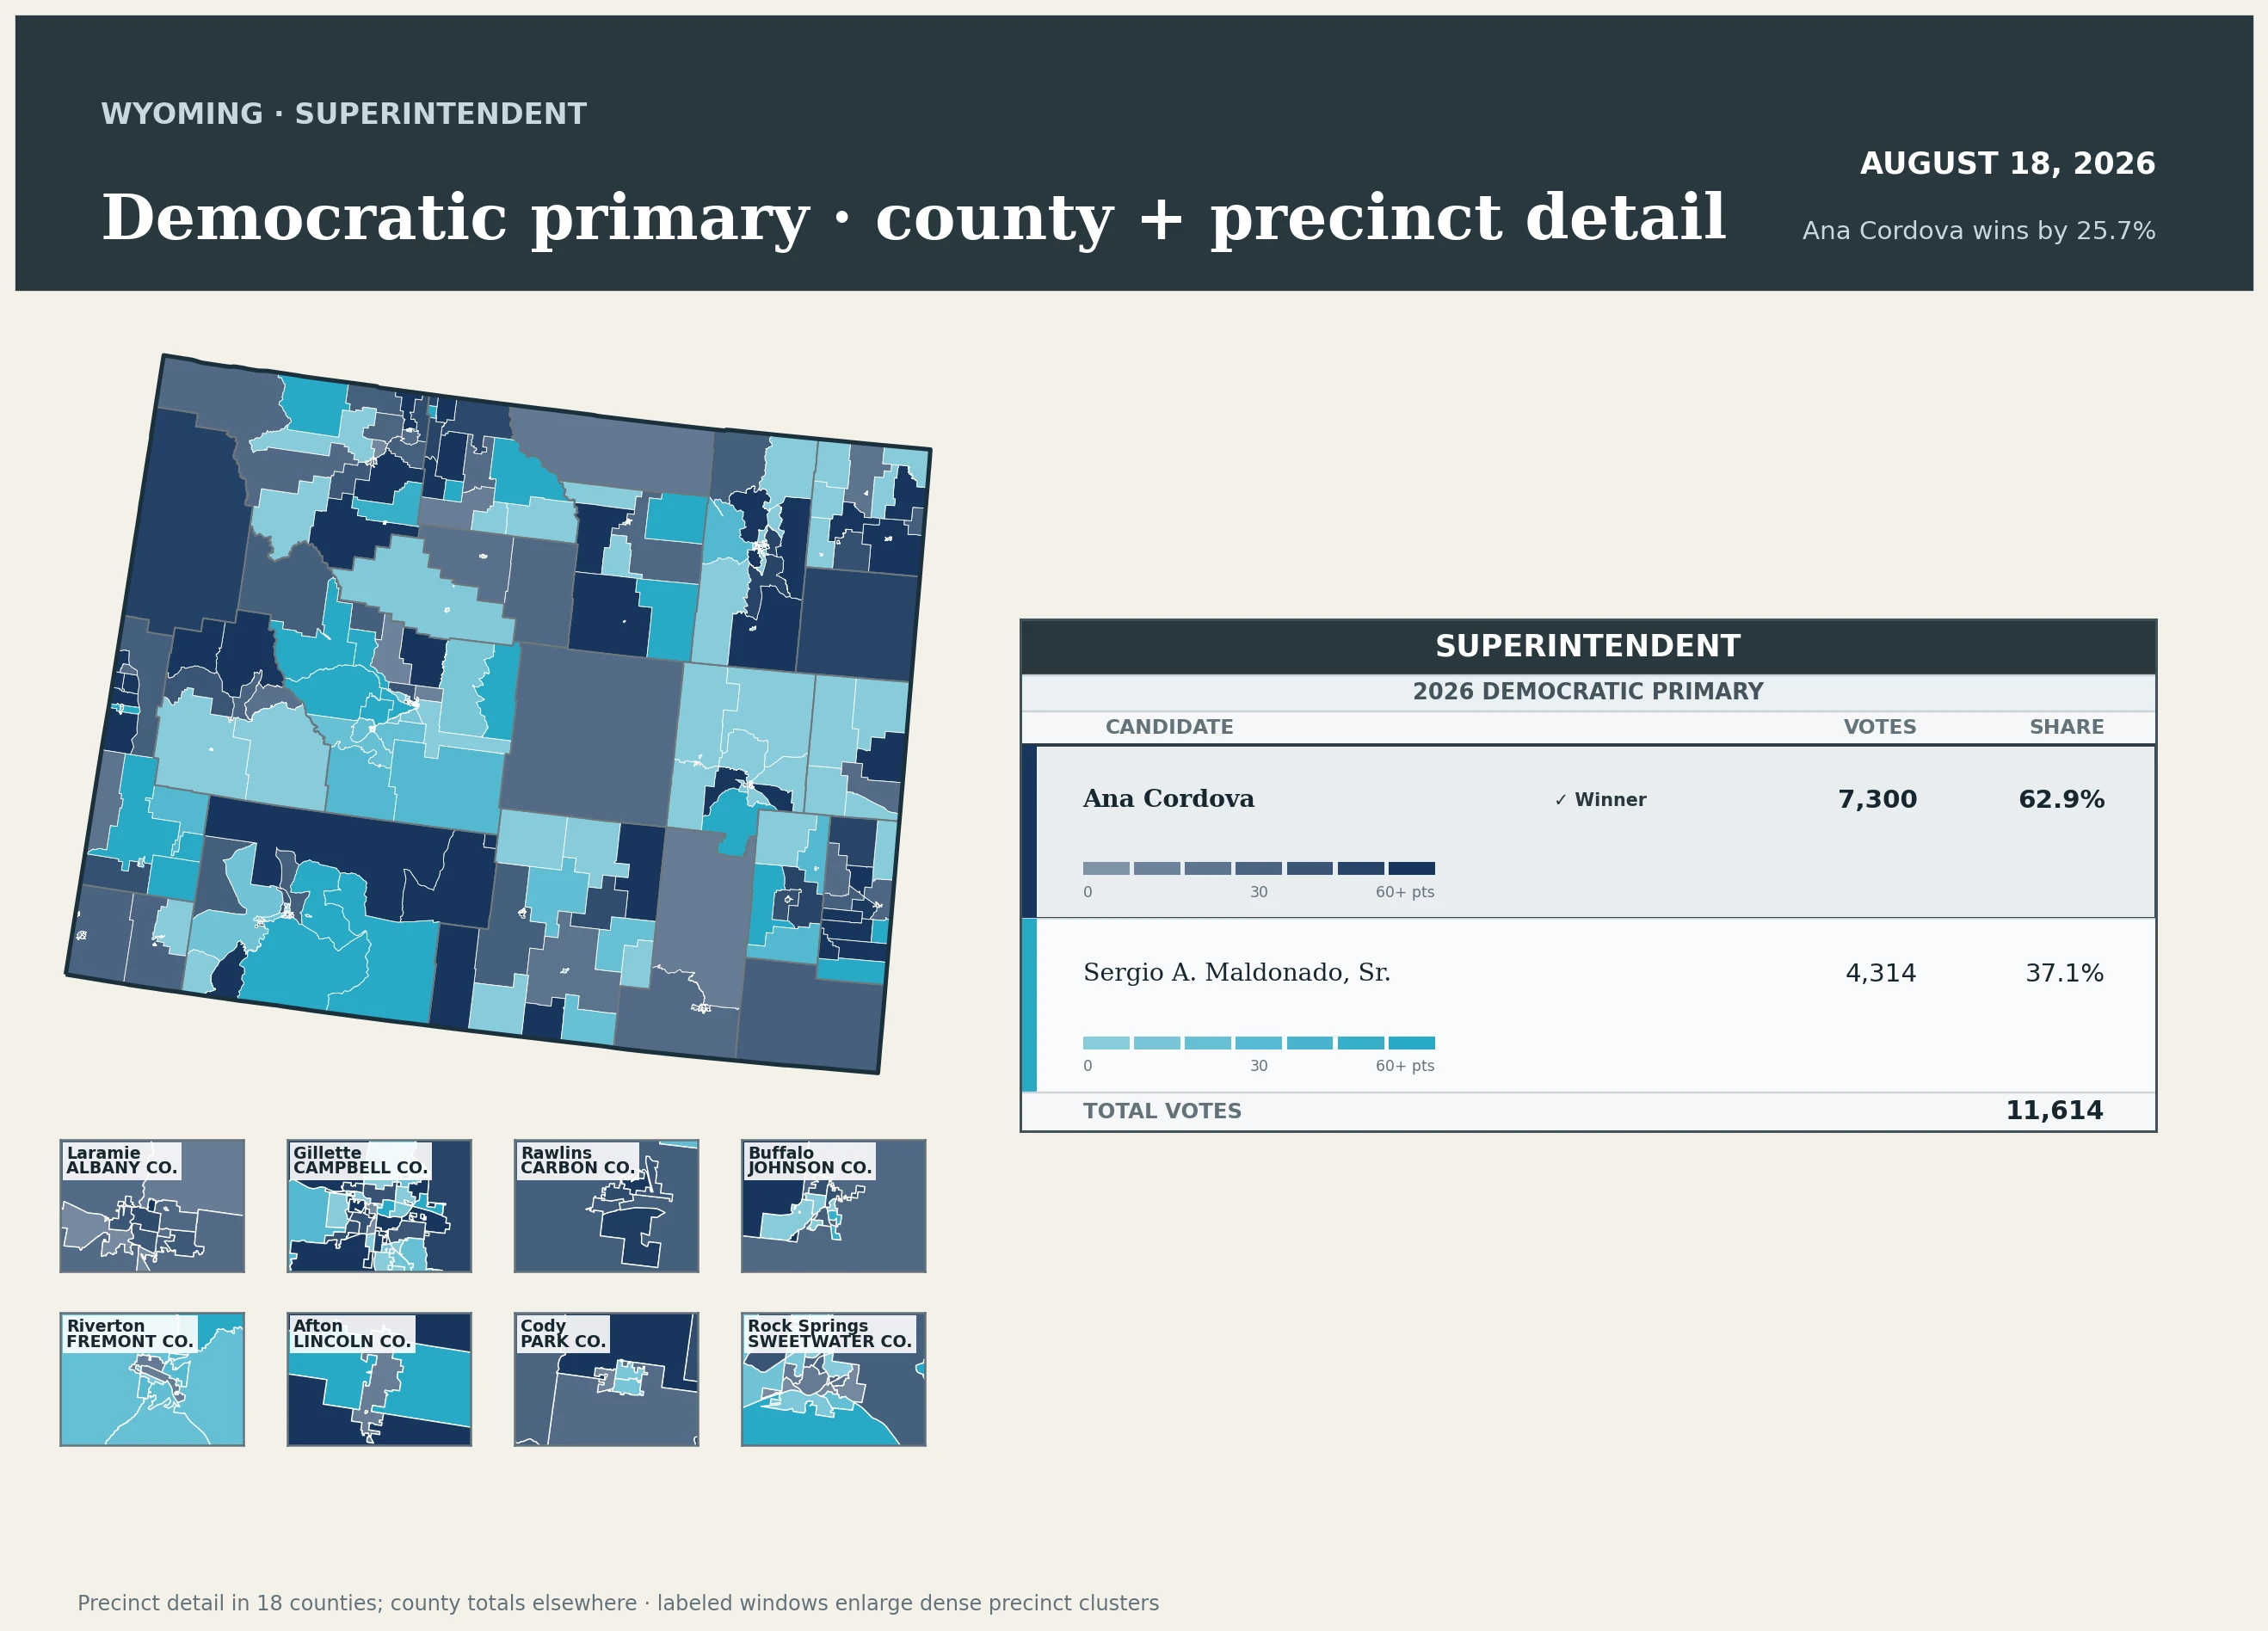 WYOMING · SUPERINTENDENT
Democratic primary · county + precinct detail
AUGUST 18, 2026
Ana Cordova wins by 25.7%
SUPERINTENDENT
2026 DEMOCRATIC PRIMARY
CANDIDATE VOTES SHARE
Ana Cordova ✓ Winner 7,300 62.9%
0 30 60+ pts
Sergio A. Maldonado, Sr. 4,314 37.1%
0 30 60+ pts
TOTAL VOTES 11,614
Laramie
ALBANY CO.
Gillette
CAMPBELL CO.
Rawlins
CARBON CO.
Buffalo
JOHNSON CO.
Riverton
FREMONT CO.
Afton
LINCOLN CO.
Cody
PARK CO.
Rock Springs
SWEETWATER CO.
Precinct detail in 18 counties; county totals elsewhere · labeled windows enlarge dense precinct clusters